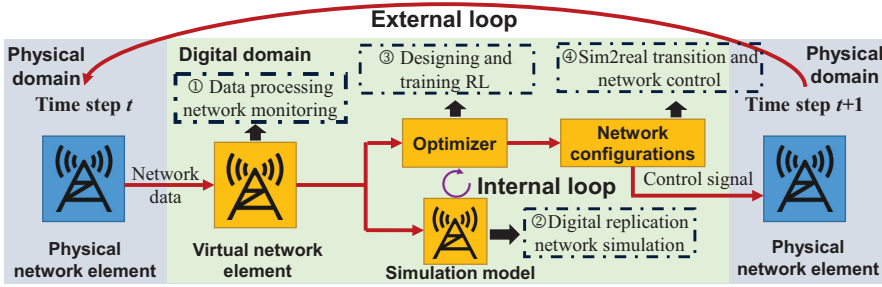 External loop
Physical
domain
Time step t
Digital domain
① Data processing
network monitoring
③ Designing and
training RL
④Sim2real transition and
network control
Physical
domain
Time step t+1
Network
data
Optimizer
Network
configurations
Internal loop
Control signal
②Digital replication
network simulation
Physical
network element
Virtual network
element
Simulation model
Physical
network element